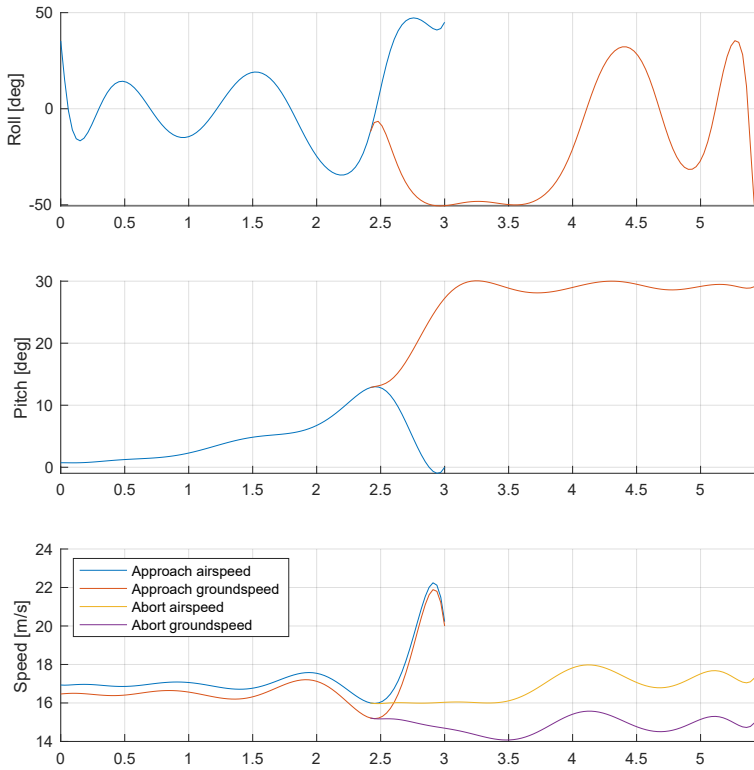 Roll [deg]
50
0
-50
0 0.5 1 1.5 2 2.5 3 3.5 4 4.5 5
Pitch [deg]
30
20
10
0
0 0.5 1 1.5 2 2.5 3 3.5 4 4.5 5
Speed [m/s]
24
22
20
18
16
14
Approach airspeed
Approach groundspeed
Abort airspeed
Abort groundspeed
0 0.5 1 1.5 2 2.5 3 3.5 4 4.5 5